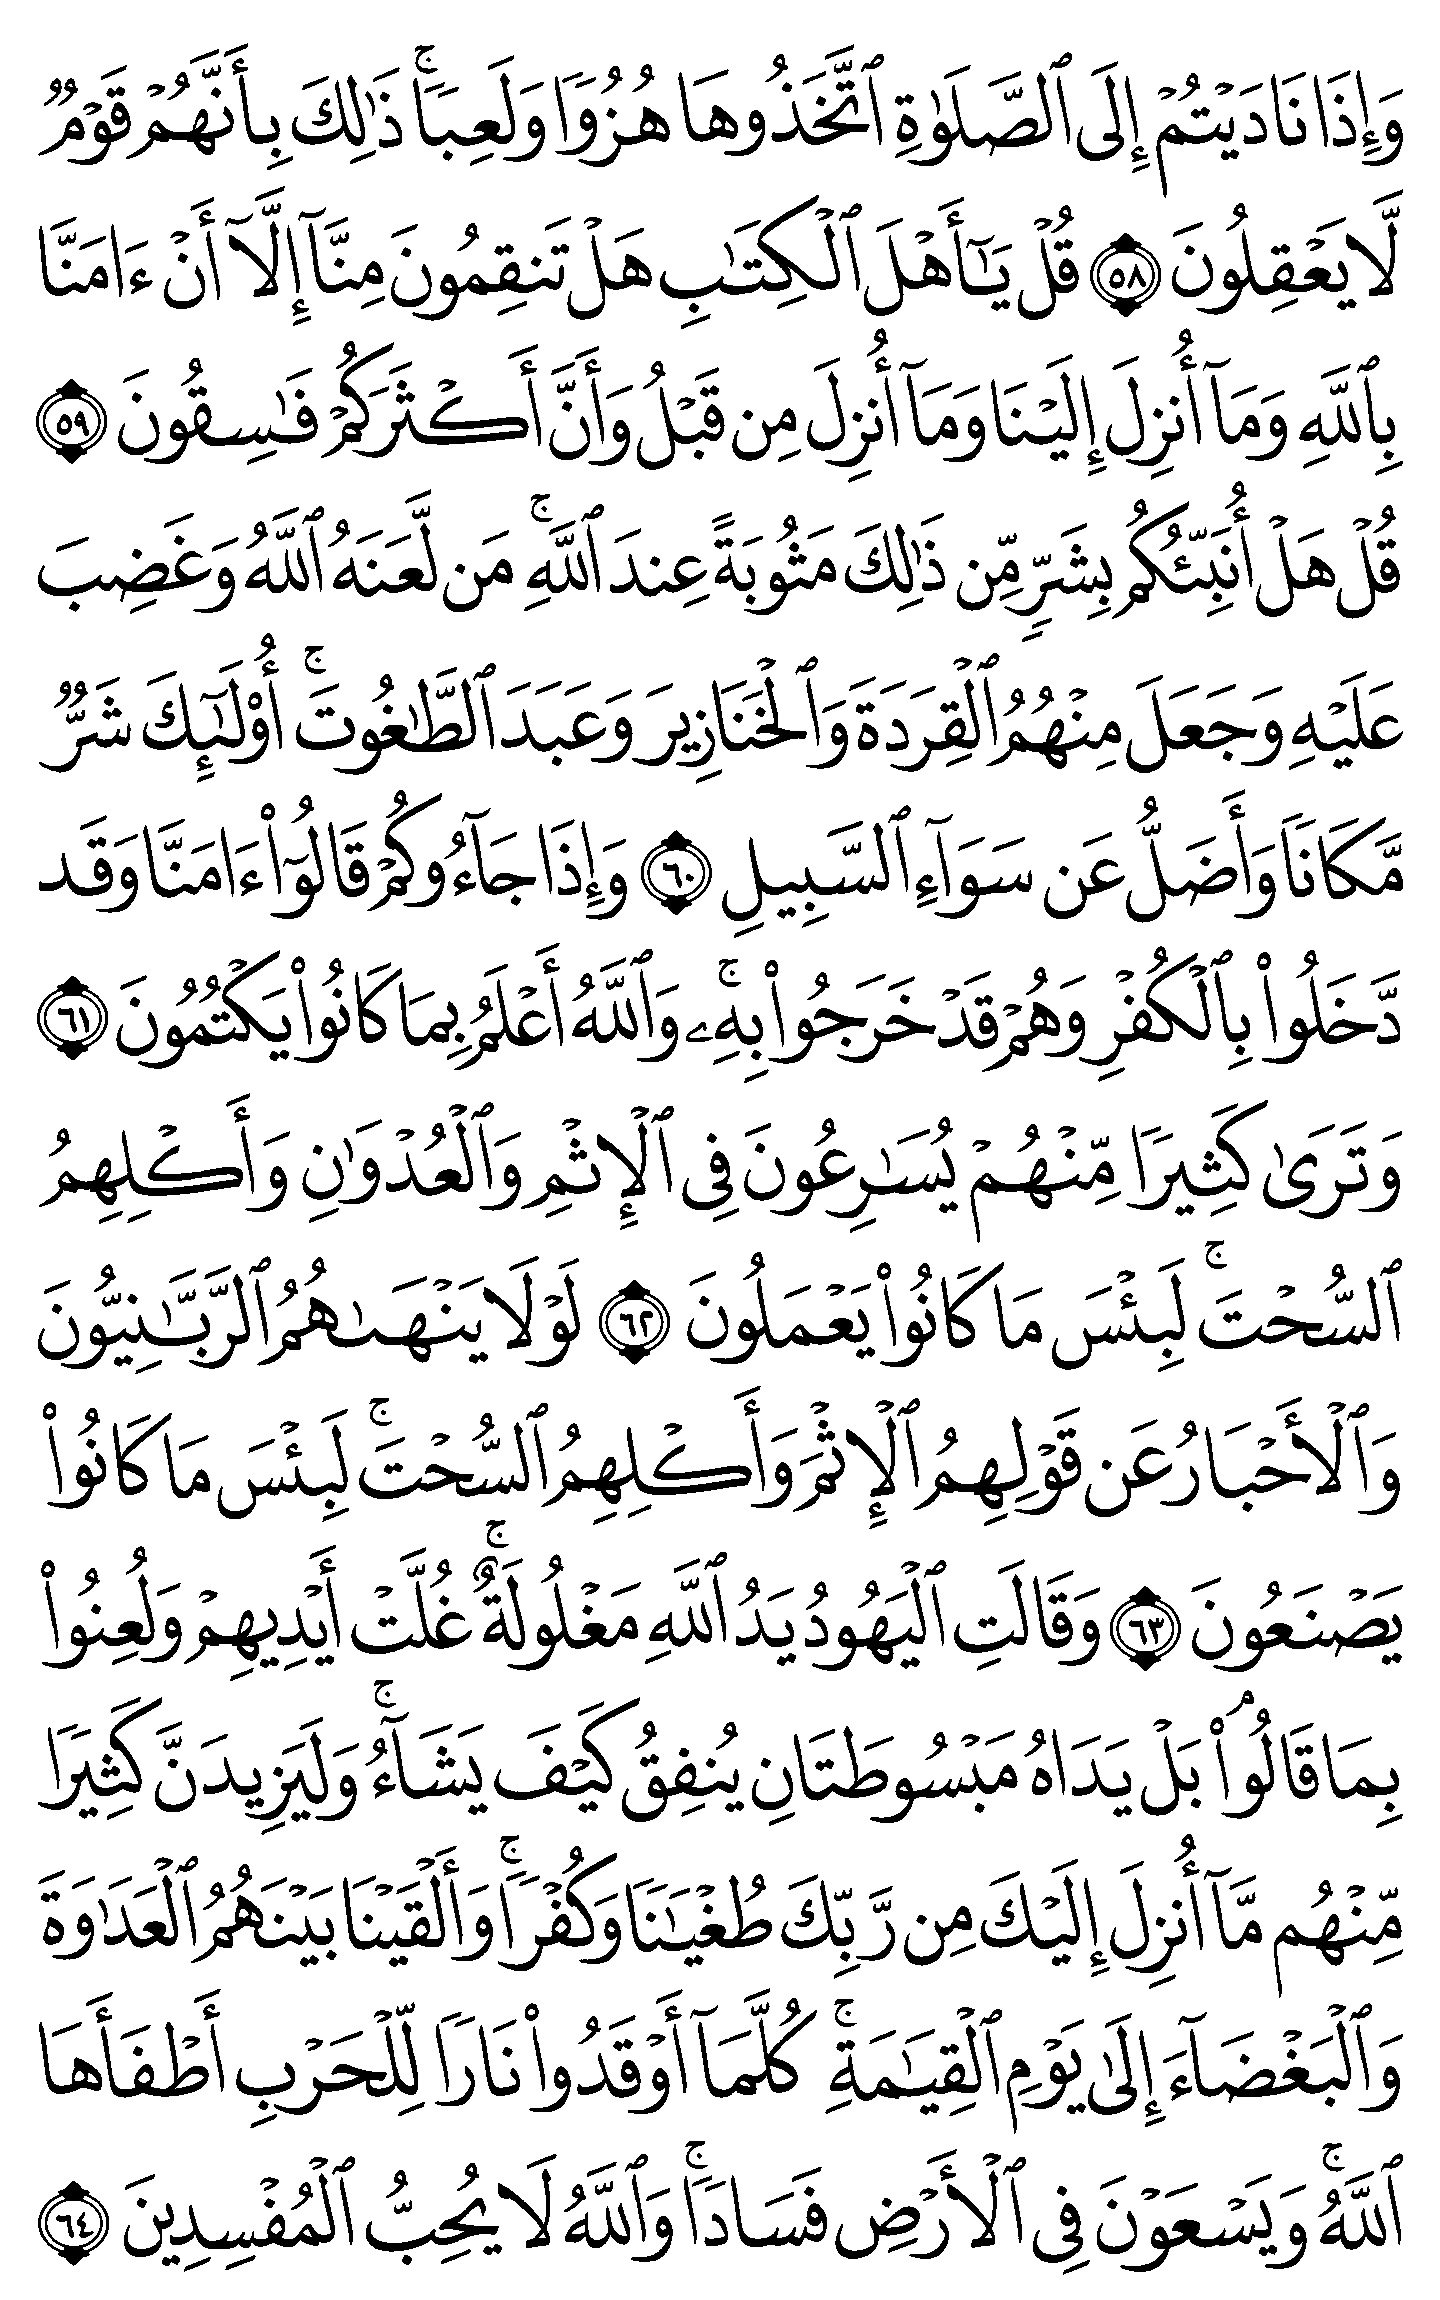 وَإِذَا نَادَيْتُمْ إِلَى ٱلصَّلَوٰةِ ٱتَّخَذُوهَا هُزُوًا وَلَعِبًا ۚ ذَٰلِكَ بِأَنَّهُمْ قَوْمٌ
لَّا يَعْقِلُونَ ٥٨ قُلْ يَـٰٓأَهْلَ ٱلْكِتَـٰبِ هَلْ تَنقِمُونَ مِنَّآ إِلَّآ أَنْ ءَامَنَّا
بِٱللَّهِ وَمَآ أُنزِلَ إِلَيْنَا وَمَآ أُنزِلَ مِن قَبْلُ وَأَنَّ أَكْثَرَكُمْ فَـٰسِقُونَ ٥٩
قُلْ هَلْ أُنَبِّئُكُم بِشَرٍّ مِّن ذَٰلِكَ مَثُوبَةً عِندَ ٱللَّهِ ۚ مَن لَّعَنَهُ ٱللَّهُ وَغَضِبَ
عَلَيْهِ وَجَعَلَ مِنْهُمُ ٱلْقِرَدَةَ وَٱلْخَنَازِيرَ وَعَبَدَ ٱلطَّـٰغُوتَ ۚ أُو۟لَـٰٓئِكَ شَرٌّ
مَّكَانًا وَأَضَلُّ عَن سَوَآءِ ٱلسَّبِيلِ ٦٠ وَإِذَا جَآءُوكُمْ قَالُوٓا۟ ءَامَنَّا وَقَد
دَّخَلُوا۟ بِٱلْكُفْرِ وَهُمْ قَدْ خَرَجُوا۟ بِهِۦ ۚ وَٱللَّهُ أَعْلَمُ بِمَا كَانُوا۟ يَكْتُمُونَ ٦١
وَتَرَىٰ كَثِيرًا مِّنْهُمْ يُسَـٰرِعُونَ فِى ٱلْإِثْمِ وَٱلْعُدْوَٰنِ وَأَكْلِهِمُ
ٱلسُّحْتَ ۚ لَبِئْسَ مَا كَانُوا۟ يَعْمَلُونَ ٦٢ لَوْلَا يَنْهَىٰهُمُ ٱلرَّبَّـٰنِيُّونَ
وَٱلْأَحْبَارُ عَن قَوْلِهِمُ ٱلْإِثْمَ وَأَكْلِهِمُ ٱلسُّحْتَ ۚ لَبِئْسَ مَا كَانُوا۟
يَصْنَعُونَ ٦٣ وَقَالَتِ ٱلْيَهُودُ يَدُ ٱللَّهِ مَغْلُولَةٌ ۚ غُلَّتْ أَيْدِيهِمْ وَلُعِنُوا۟
بِمَا قَالُوا۟ ۘ بَلْ يَدَاهُ مَبْسُوطَتَانِ يُنفِقُ كَيْفَ يَشَآءُ ۚ وَلَيَزِيدَنَّ كَثِيرًا
مِّنْهُم مَّآ أُنزِلَ إِلَيْكَ مِن رَّبِّكَ طُغْيَـٰنًا وَكُفْرًا ۚ وَأَلْقَيْنَا بَيْنَهُمُ ٱلْعَدَٰوَةَ
وَٱلْبَغْضَآءَ إِلَىٰ يَوْمِ ٱلْقِيَـٰمَةِ ۚ كُلَّمَآ أَوْقَدُوا۟ نَارًا لِّلْحَرْبِ أَطْفَأَهَا
ٱللَّهُ ۚ وَيَسْعَوْنَ فِى ٱلْأَرْضِ فَسَادًا ۚ وَٱللَّهُ لَا يُحِبُّ ٱلْمُفْسِدِينَ ٦٤